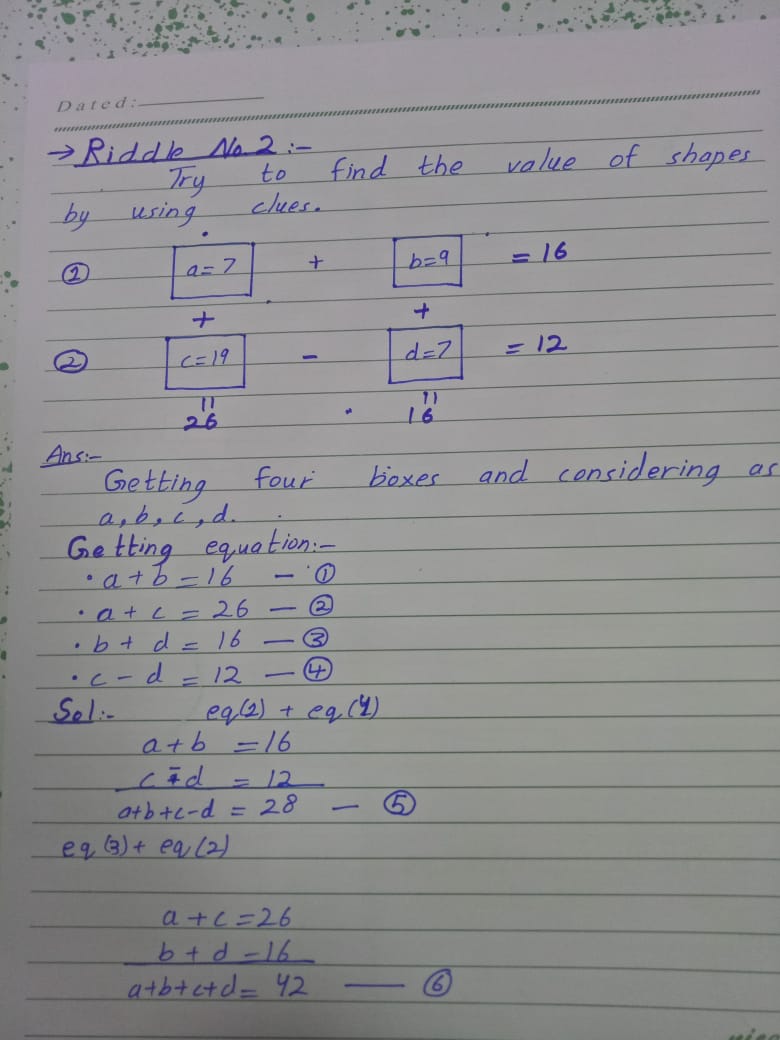 Dated:
→ Riddle No.2 :-
Try to find the value of shapes
by using clues.
① a=7 + b=9 = 16
+ +
② c=19 - d=7 = 12
" "
26 16
Ans:-
Getting four boxes and considering as
a, b, c, d.
Getting equation:-
• a + b = 16 — ①
• a + c = 26 — ②
• b + d = 16 — ③
• c - d = 12 — ④
Sol:- eq(2) + eq(4)
a + b = 16
c - d = 12
a+b+c-d = 28 — ⑤
eq(3) + eq(2)
a + c = 26
b + d = 16
a+b+c+d = 42 — ⑥